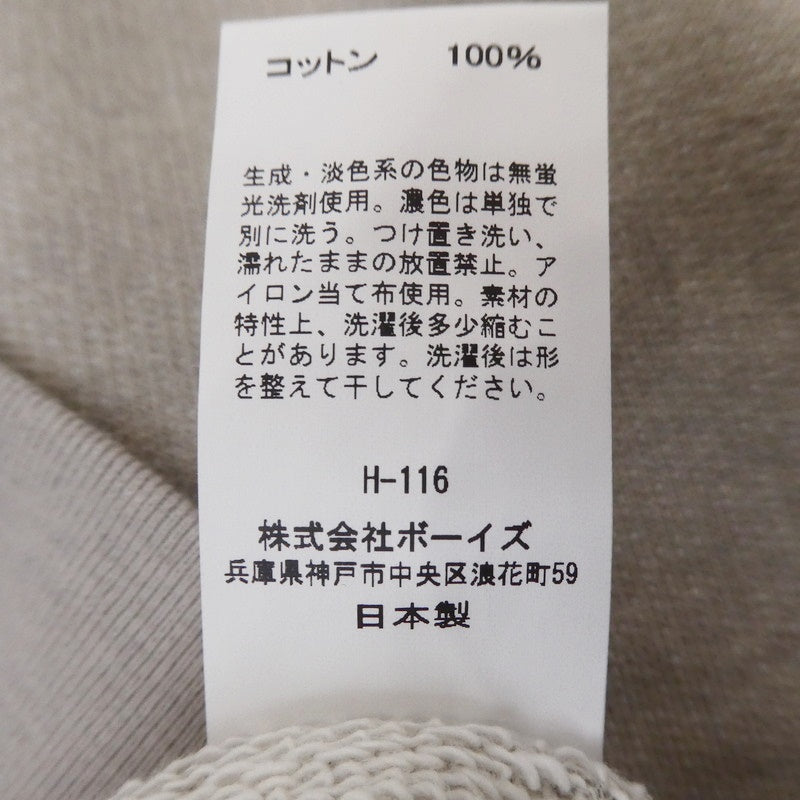 コットン 100%
生成・淡色系の色物は無蛍
光洗剤使用。濃色は単独で
別に洗う。つけ置き洗い、
濡れたままの放置禁止。ア
イロン当て布使用。素材の
特性上、洗濯後多少縮むこ
とがあります。洗濯後は形
を整えて干してください。
H-116
株式会社ボーイズ
兵庫県神戸市中央区浪花町59
日本製